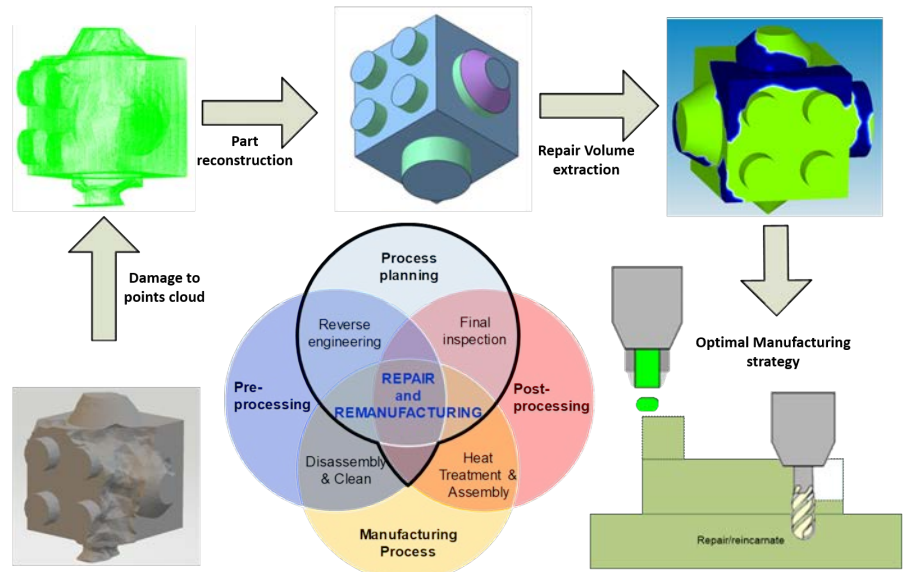 Part
reconstruction
Repair Volume
extraction
Damage to
points cloud
Process
planning
Reverse
engineering
Final
inspection
Optimal Manufacturing
strategy
Pre-
processing
REPAIR
and
REMANUFACTURING
Post-
processing
Disassembly
& Clean
Heat
Treatment &
Assembly
Manufacturing
Process
Repair/reincarnate